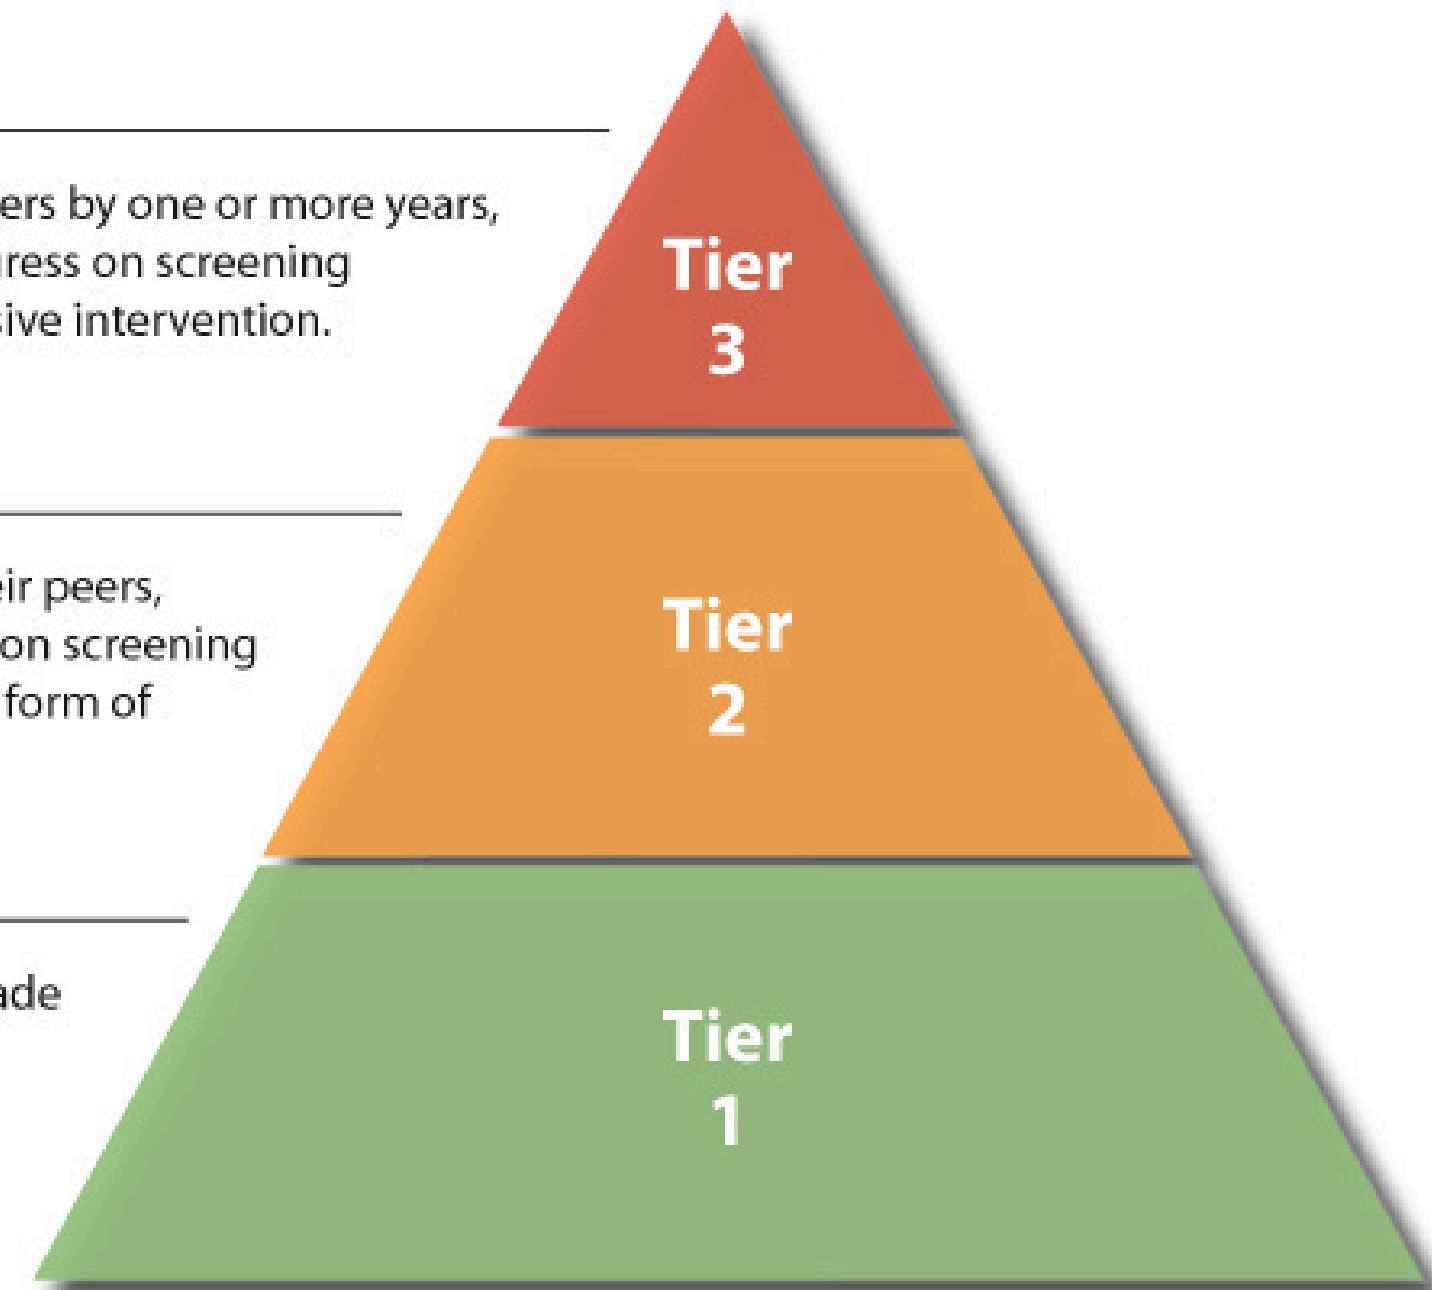 ers by one or more years,
ress on screening
sive intervention.
Tier
3
eir peers,
on screening
form of
Tier
2
ade
Tier
1